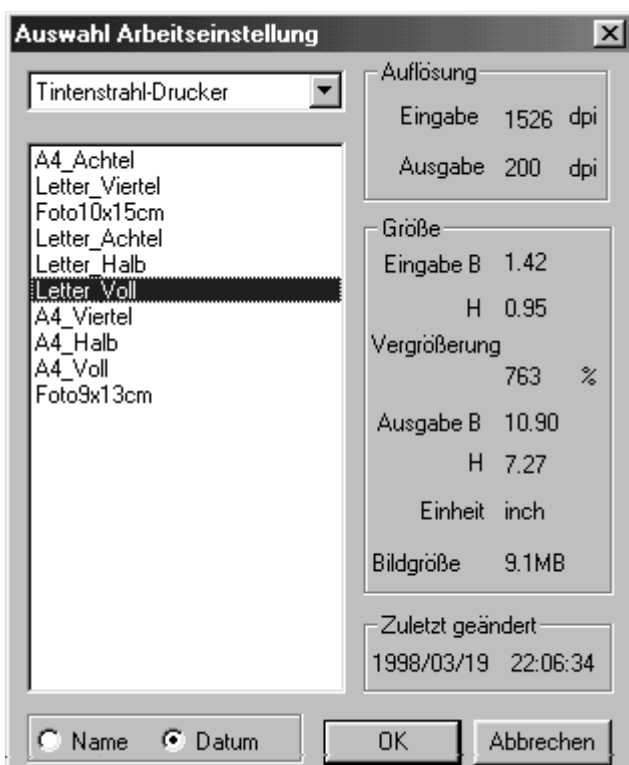 Auswahl Arbeitseinstellung
Tintenstrahl-Drucker
A4_Achtel
Letter_Viertel
Foto10x15cm
Letter_Achtel
Letter_Halb
Letter_Voll
A4_Viertel
A4_Halb
A4_Voll
Foto9x13cm
Auflösung
Eingabe 1526 dpi
Ausgabe 200 dpi
Größe
Eingabe B 1.42
H 0.95
Vergrößerung
763 %
Ausgabe B 10.90
H 7.27
Einheit inch
Bildgröße 9.1MB
Zuletzt geändert
1998/03/19 22:06:34
Name Datum OK Abbrechen